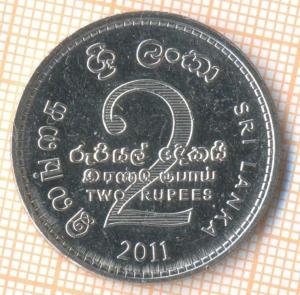 ශ්‍රී ලංකා
இலங்கை
SRI LANKA
2
රුපියල් දෙකයි
இரண்டு ரூபாய்
TWO RUPEES
2011